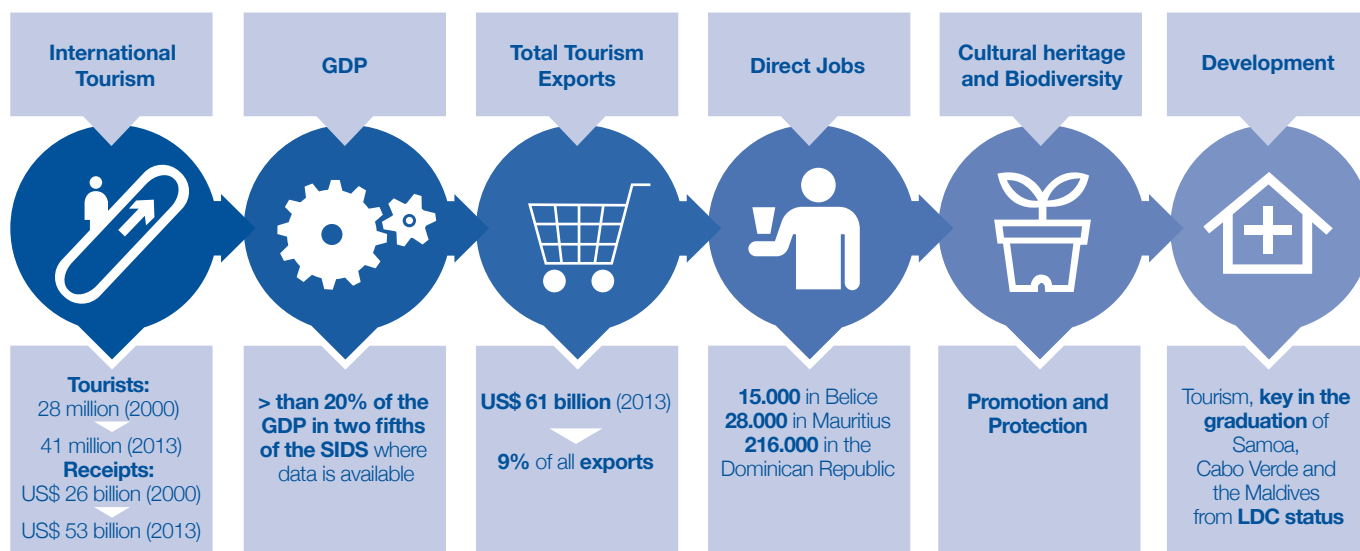 International
Tourism
GDP
Total Tourism
Exports
Direct Jobs
Cultural heritage
and Biodiversity
Development
Tourists:
28 million (2000)
41 million (2013)
Receipts:
US$ 26 billion (2000)
US$ 53 billion (2013)
> than 20% of the
GDP in two fifths
of the SIDS where
data is available
US$ 61 billion (2013)
9% of all exports
15.000 in Belice
28.000 in Mauritius
216.000 in the
Dominican Republic
Promotion and
Protection
Tourism, key in the
graduation of
Samoa,
Cabo Verde and
the Maldives
from LDC status